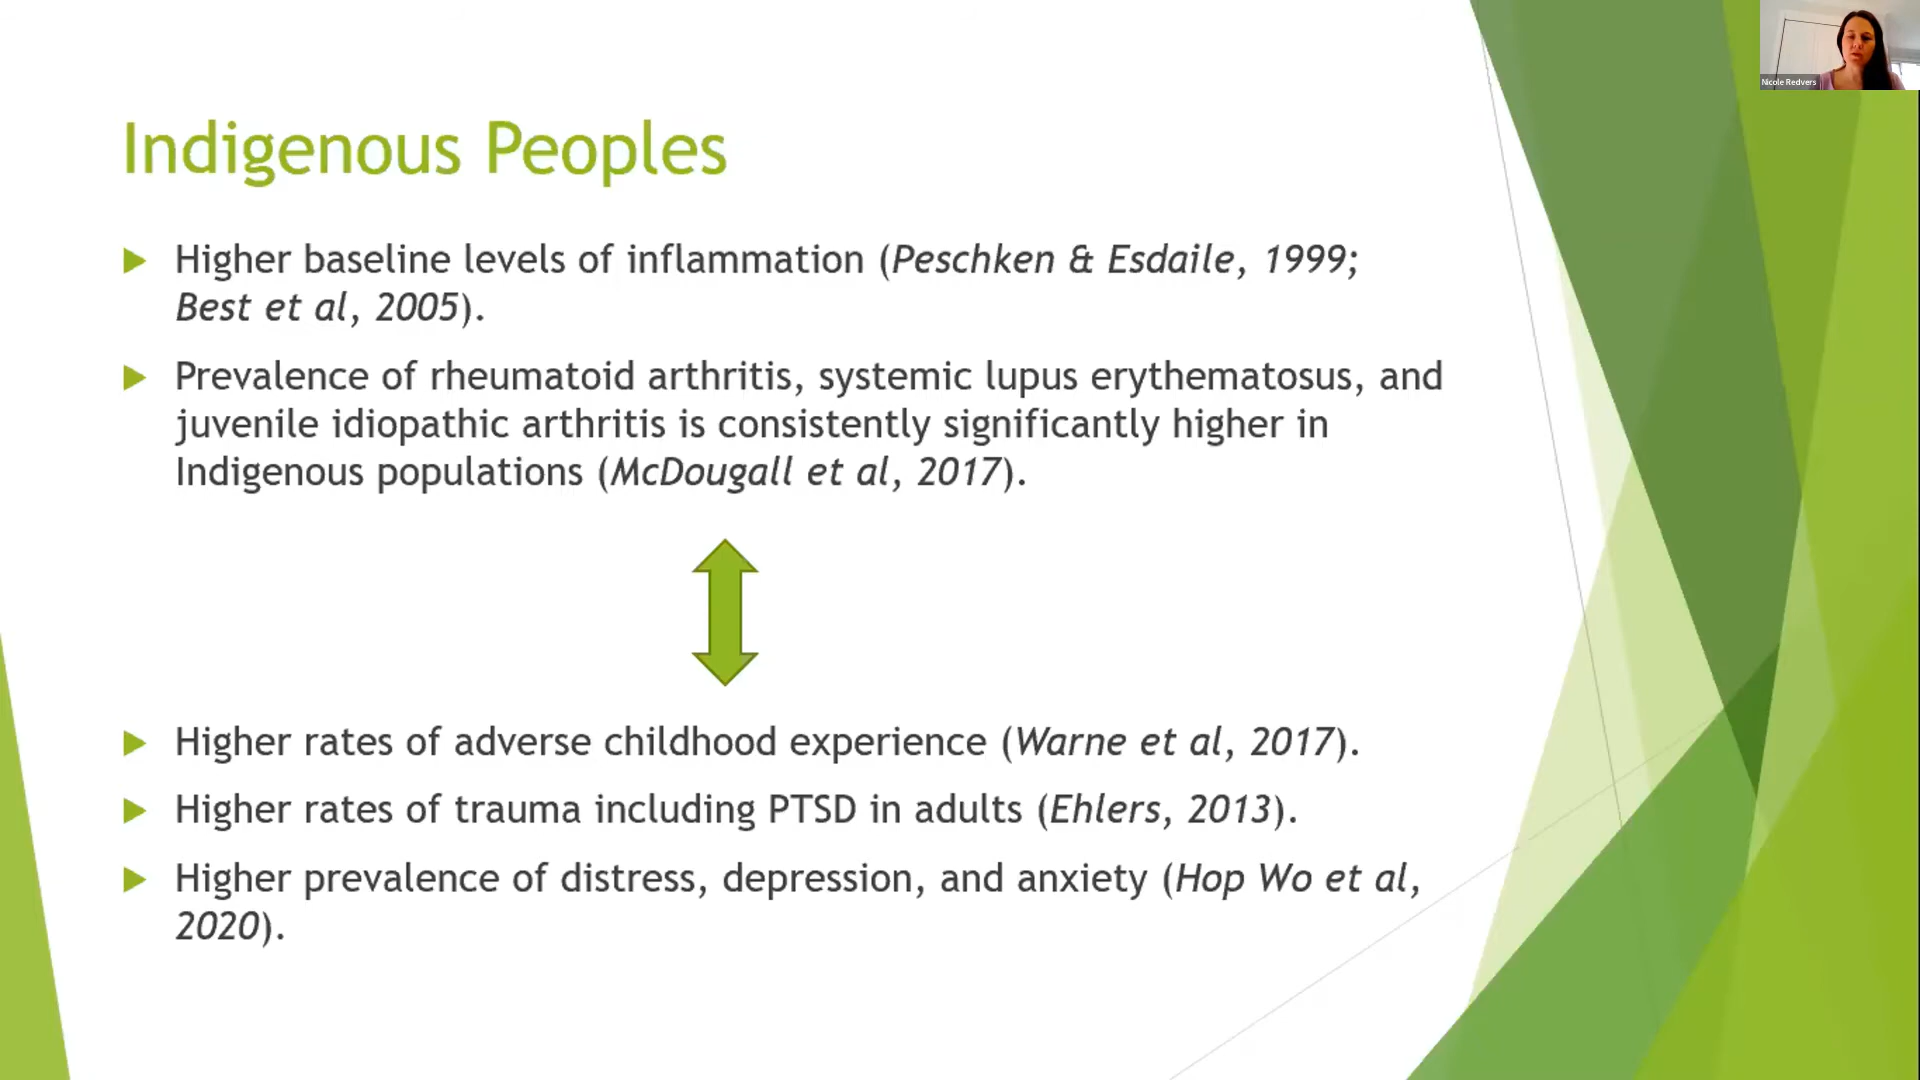 Nicole Redvers
Indigenous Peoples
Higher baseline levels of inflammation (Peschken & Esdaile, 1999;
Best et al, 2005).
Prevalence of rheumatoid arthritis, systemic lupus erythematosus, and
juvenile idiopathic arthritis is consistently significantly higher in
Indigenous populations (McDougall et al, 2017).
Higher rates of adverse childhood experience (Warne et al, 2017).
Higher rates of trauma including PTSD in adults (Ehlers, 2013).
Higher prevalence of distress, depression, and anxiety (Hop Wo et al,
2020).